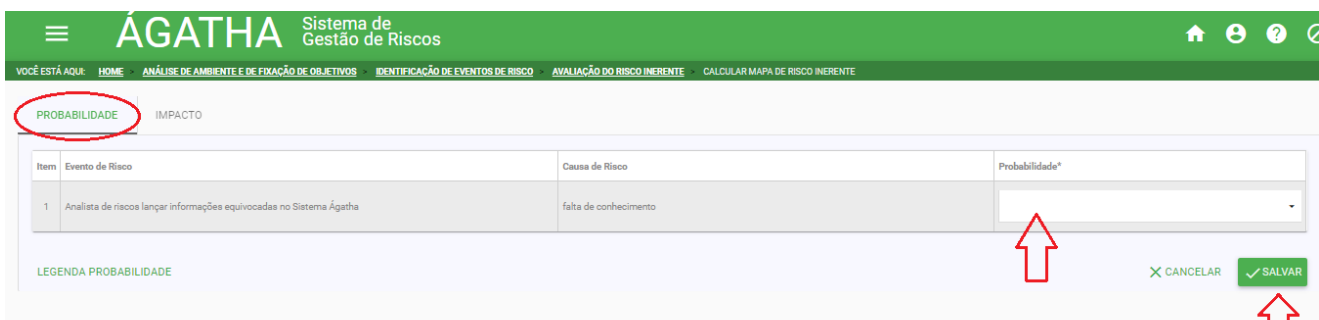 ÁGATHA Sistema de
Gestão de Riscos
VOCÊ ESTÁ AQUI: HOME ANÁLISE DE AMBIENTE E DE FIXAÇÃO DE OBJETIVOS IDENTIFICAÇÃO DE EVENTOS DE RISCO AVALIAÇÃO DO RISCO INERENTE CALCULAR MAPA DE RISCO INERENTE
PROBABILIDADE IMPACTO
Item Evento de Risco Causa de Risco Probabilidade*
1 Analista de riscos lançar informações equivocadas no Sistema Ágatha falta de conhecimento
LEGENDA PROBABILIDADE CANCELAR SALVAR